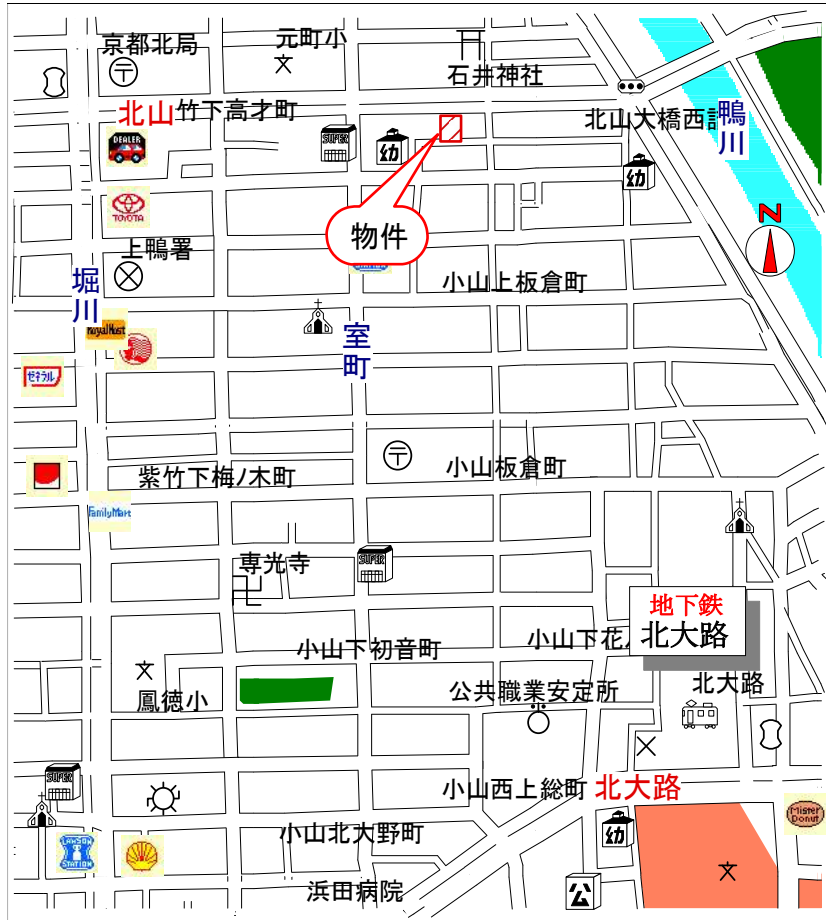 京都北局
元町小
石井神社
北山
竹下高才町
SUPER
幼
北山大橋西詰
鴨川
DEALER
幼
TOYOTA
物件
N
上鴨署
小山上板倉町
堀川
Royal Host
室町
ゼネラル
小山板倉町
紫竹下梅ノ木町
FamilyMart
専光寺
SUPER
地下鉄
北大路
小山下初音町
小山下花ノ
北大路
鳳徳小
公共職業安定所
SUPER
小山西上総町
北大路
Mister
Donut
小山北大野町
幼
LAWSON
STATION
浜田病院
公